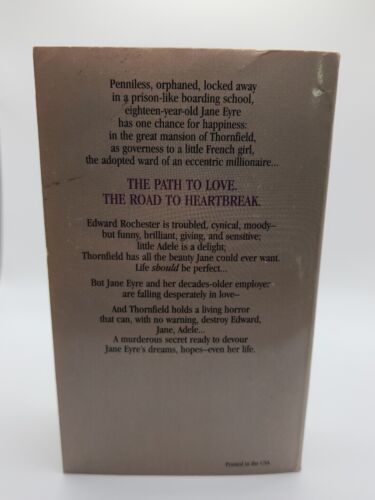 Penniless, orphaned, locked away
in a prison-like boarding school,
eighteen-year-old Jane Eyre
has one chance for happiness:
in the great mansion of Thornfield,
as governess to a little French girl,
the adopted ward of an eccentric millionaire...
THE PATH TO LOVE.
THE ROAD TO HEARTBREAK.
Edward Rochester is troubled, cynical, moody–
but funny, brilliant, giving, and sensitive;
little Adele is a delight;
Thornfield has all the beauty Jane could ever want.
Life should be perfect...
But Jane Eyre and her decades-older employer
are falling desperately in love–
And Thornfield holds a living horror
that can, with no warning, destroy Edward,
Jane, Adele...
A murderous secret ready to devour
Jane Eyre's dreams, hopes–even her life.
Printed in the USA